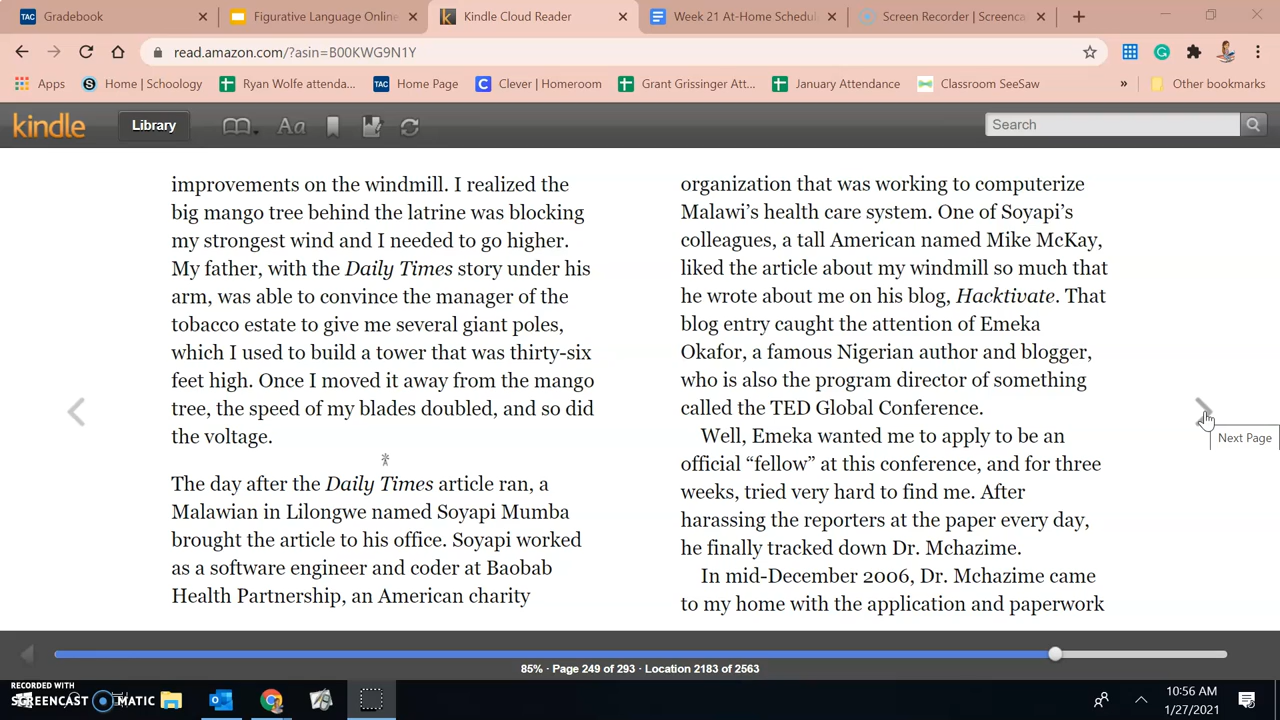 Gradebook
Figurative Language Online
Kindle Cloud Reader
Week 21 At Home Schedul
Screen Recorder | Screenca
read.amazon.com/?asin=B00KWG9N1Y
Apps
Home | Schoology
Ryan Wolfe attenda...
Home Page
Clever | Homeroom
Grant Grissinger Att...
January Attendance
Classroom SeeSaw
»
Other bookmarks
kindle
Library
Aa
Search
improvements on the windmill. I realized the
big mango tree behind the latrine was blocking
my strongest wind and I needed to go higher.
My father, with the Daily Times story under his
arm, was able to convince the manager of the
tobacco estate to give me several giant poles,
which I used to build a tower that was thirty-six
feet high. Once I moved it away from the mango
tree, the speed of my blades doubled, and so did
the voltage.
The day after the Daily Times article ran, a
Malawian in Lilongwe named Soyapi Mumba
brought the article to his office. Soyapi worked
as a software engineer and coder at Baobab
Health Partnership, an American charity
organization that was working to computerize
Malawi’s health care system. One of Soyapi’s
colleagues, a tall American named Mike McKay,
liked the article about my windmill so much that
he wrote about me on his blog, Hacktivate. That
blog entry caught the attention of Emeka
Okafor, a famous Nigerian author and blogger,
who is also the program director of something
called the TED Global Conference.
Well, Emeka wanted me to apply to be an
official “fellow” at this conference, and for three
weeks, tried very hard to find me. After
harassing the reporters at the paper every day,
he finally tracked down Dr. Mchazime.
In mid-December 2006, Dr. Mchazime came
to my home with the application and paperwork
Next Page
85% • Page 249 of 293 • Location 2183 of 2563
RECORDED WITH
SCREENCAST MATIC
10:56 AM
1/27/2021